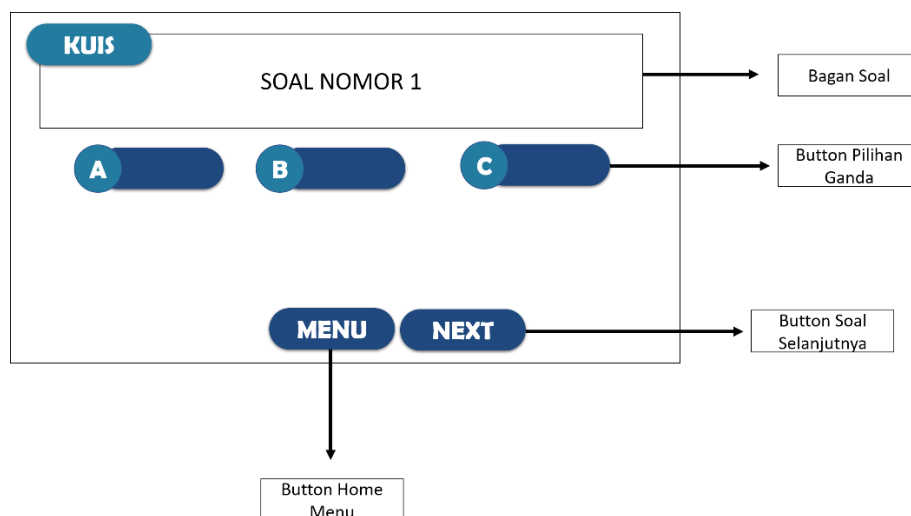 KUIS
SOAL NOMOR 1
Bagan Soal
A
B
C
Button Pilihan
Ganda
MENU
NEXT
Button Soal
Selanjutnya
Button Home
Menu